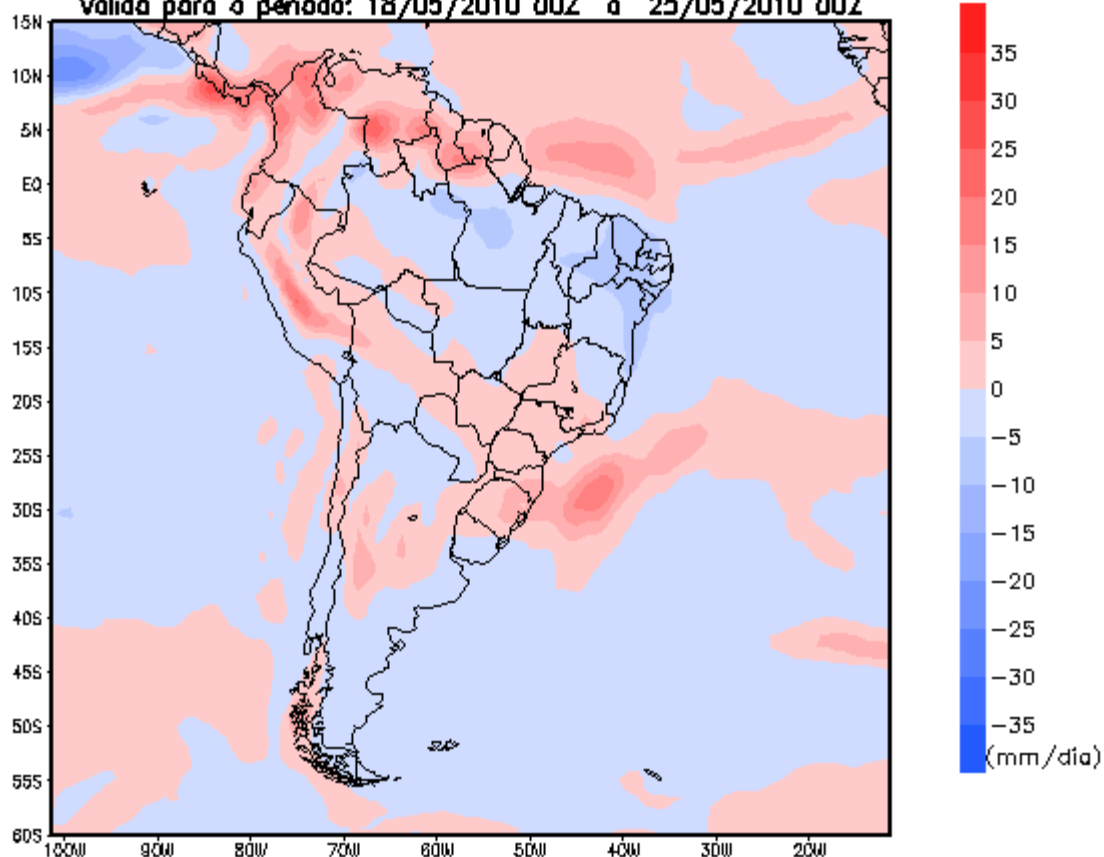 válida para o período: 18/05/2010 00Z a 25/05/2010 00Z
15N
10N
5N
EQ
5S
10S
15S
20S
25S
30S
35S
40S
45S
50S
55S
60S
100W 90W 80W 70W 60W 50W 40W 30W 20W
35
30
25
20
15
10
5
0
−5
−10
−15
−20
−25
−30
−35
(mm/dia)